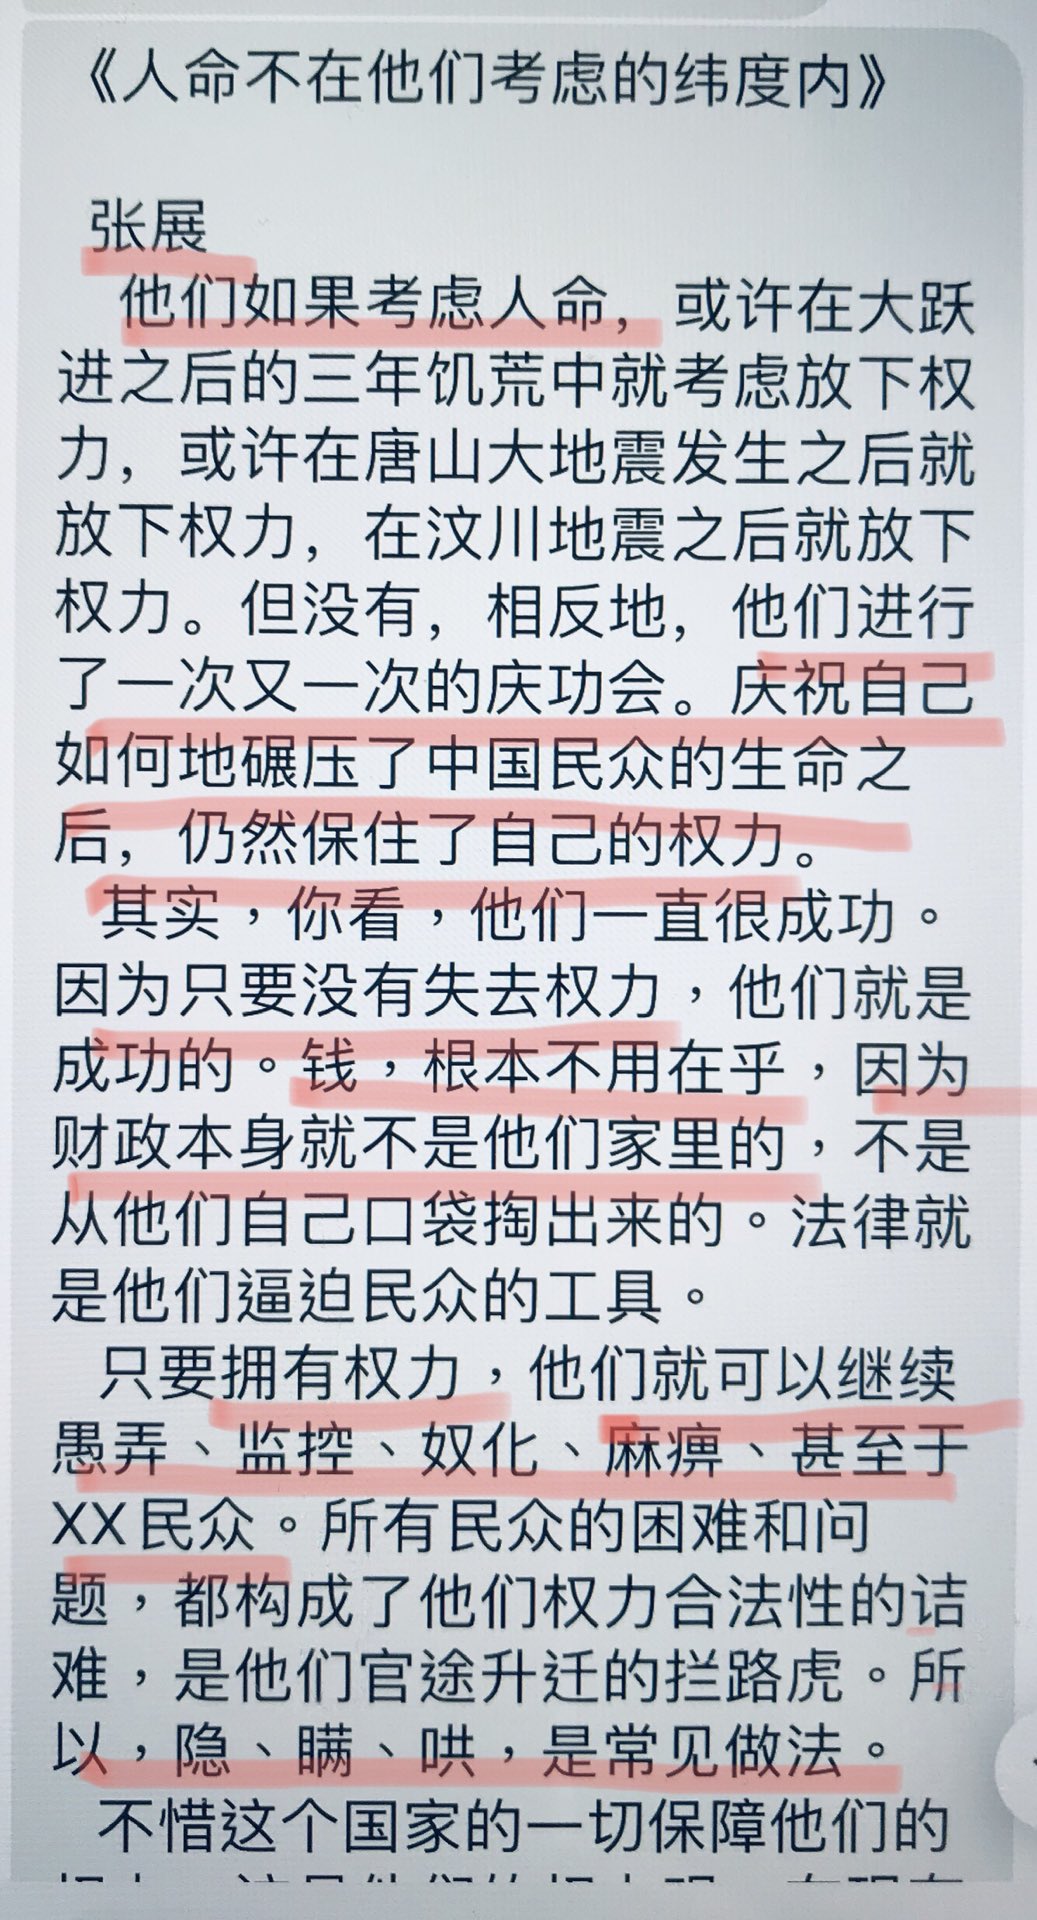 《人命不在他们考虑的纬度内》
张展
他们如果考虑人命，或许在大跃
进之后的三年饥荒中就考虑放下权
力，或许在唐山大地震发生之后就
放下权力，在汶川地震之后就放下
权力。但没有，相反地，他们进行
了一次又一次的庆功会。庆祝自己
如何地碾压了中国民众的生命之
后，仍然保住了自己的权力。
其实，你看，他们一直很成功。
因为只要没有失去权力，他们就是
成功的。钱，根本不用在乎，因为
财政本身就不是他们家里的，不是
从他们自己口袋掏出来的。法律就
是他们逼迫民众的工具。
只要拥有权力，他们就可以继续
愚弄、监控、奴化、麻痹、甚至于
XX民众。所有民众的困难和问
题，都构成了他们权力合法性的诘
难，是他们官途升迁的拦路虎。所
以，隐、瞒、哄，是常见做法。
不惜这个国家的一切保障他们的